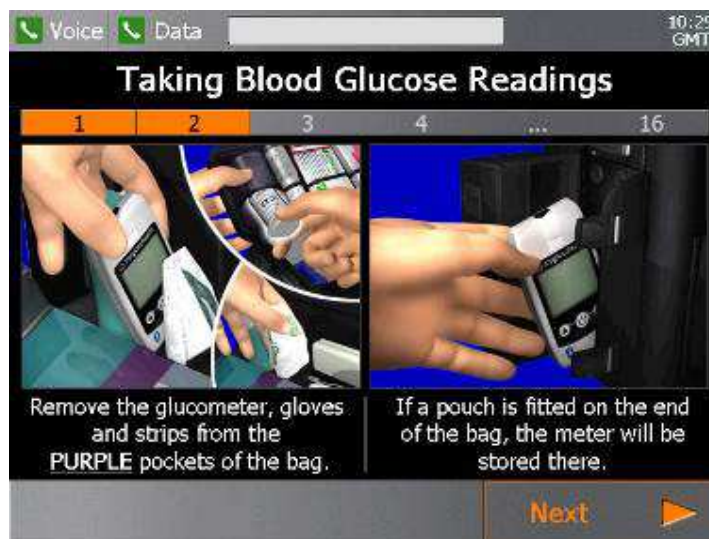 Voice Data
10:29
GMT
Taking Blood Glucose Readings
1 2 3 4 ... 16
Remove the glucometer, gloves
and strips from the
PURPLE pockets of the bag.
If a pouch is fitted on the end
of the bag, the meter will be
stored there.
Next